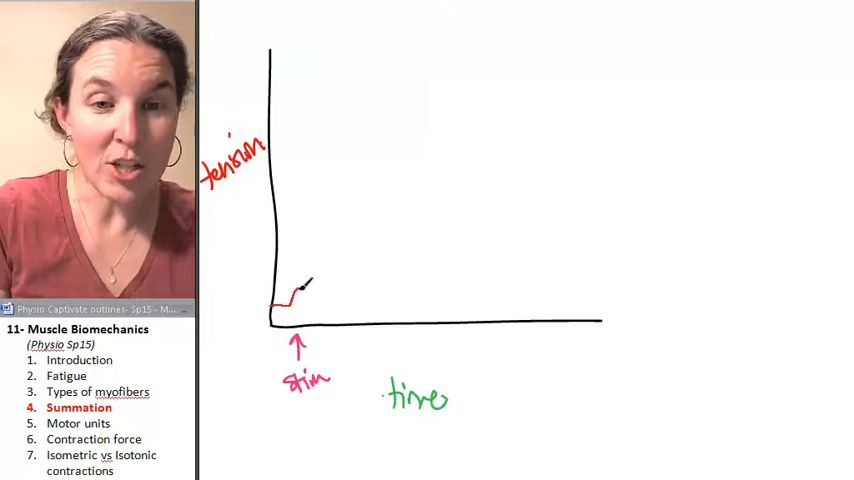 tension
stim
time
Physio Captivate outlines- Sp15 - M...
11- Muscle Biomechanics
(Physio Sp15)
1. Introduction
2. Fatigue
3. Types of myofibers
4. Summation
5. Motor units
6. Contraction force
7. Isometric vs Isotonic
contractions